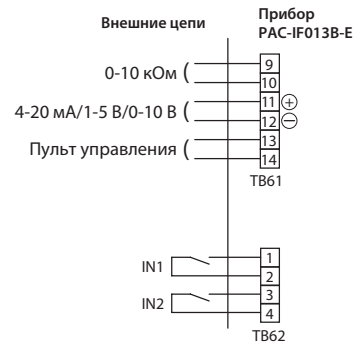 Внешние цепи
Прибор
PAC-IF013B-E
0-10 кОм (
9
10
4-20 мА/1-5 В/0-10 В (
11 +
12 −
Пульт управления (
13
14
TB61
IN1
1
2
IN2
3
4
TB62